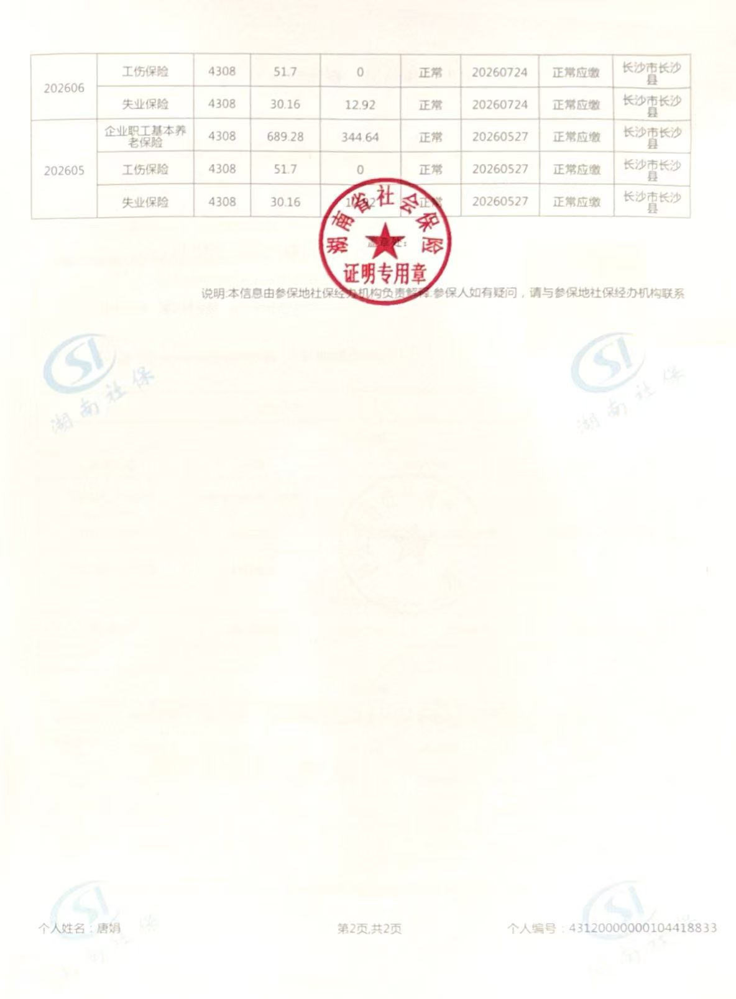 202606
工伤保险 4308 51.7 0 正常 20260724 正常应缴 长沙市长沙县
失业保险 4308 30.16 12.92 正常 20260724 正常应缴 长沙市长沙县
202605
企业职工基本养老保险 4308 689.28 344.64 正常 20260527 正常应缴 长沙市长沙县
工伤保险 4308 51.7 0 正常 20260527 正常应缴 长沙市长沙县
失业保险 4308 30.16 12.92 正常 20260527 正常应缴 长沙市长沙县
湖南省社会保险
盖章处:
证明专用章
说明:本信息由参保地社保经办机构负责解释.参保人如有疑问，请与参保地社保经办机构联系
SI
湖南社保
SI
湖南社保
SI
SI
个人姓名：唐娟 第2页,共2页 个人编号：43120000000104418833